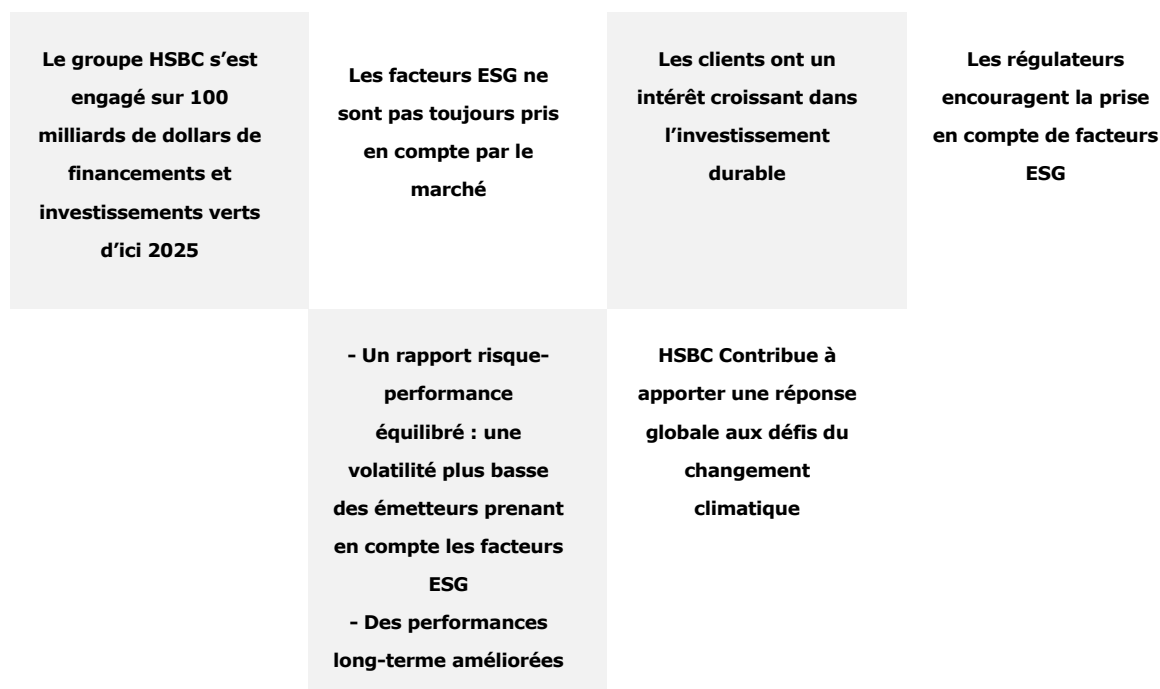 Le groupe HSBC s’est
engagé sur 100
milliards de dollars de
financements et
investissements verts
d’ici 2025
Les facteurs ESG ne
sont pas toujours pris
en compte par le
marché
Les clients ont un
intérêt croissant dans
l’investissement
durable
Les régulateurs
encouragent la prise
en compte de facteurs
ESG
- Un rapport risque-
performance
équilibré : une
volatilité plus basse
des émetteurs prenant
en compte les facteurs
ESG
- Des performances
long-terme améliorées
HSBC Contribue à
apporter une réponse
globale aux défis du
changement
climatique